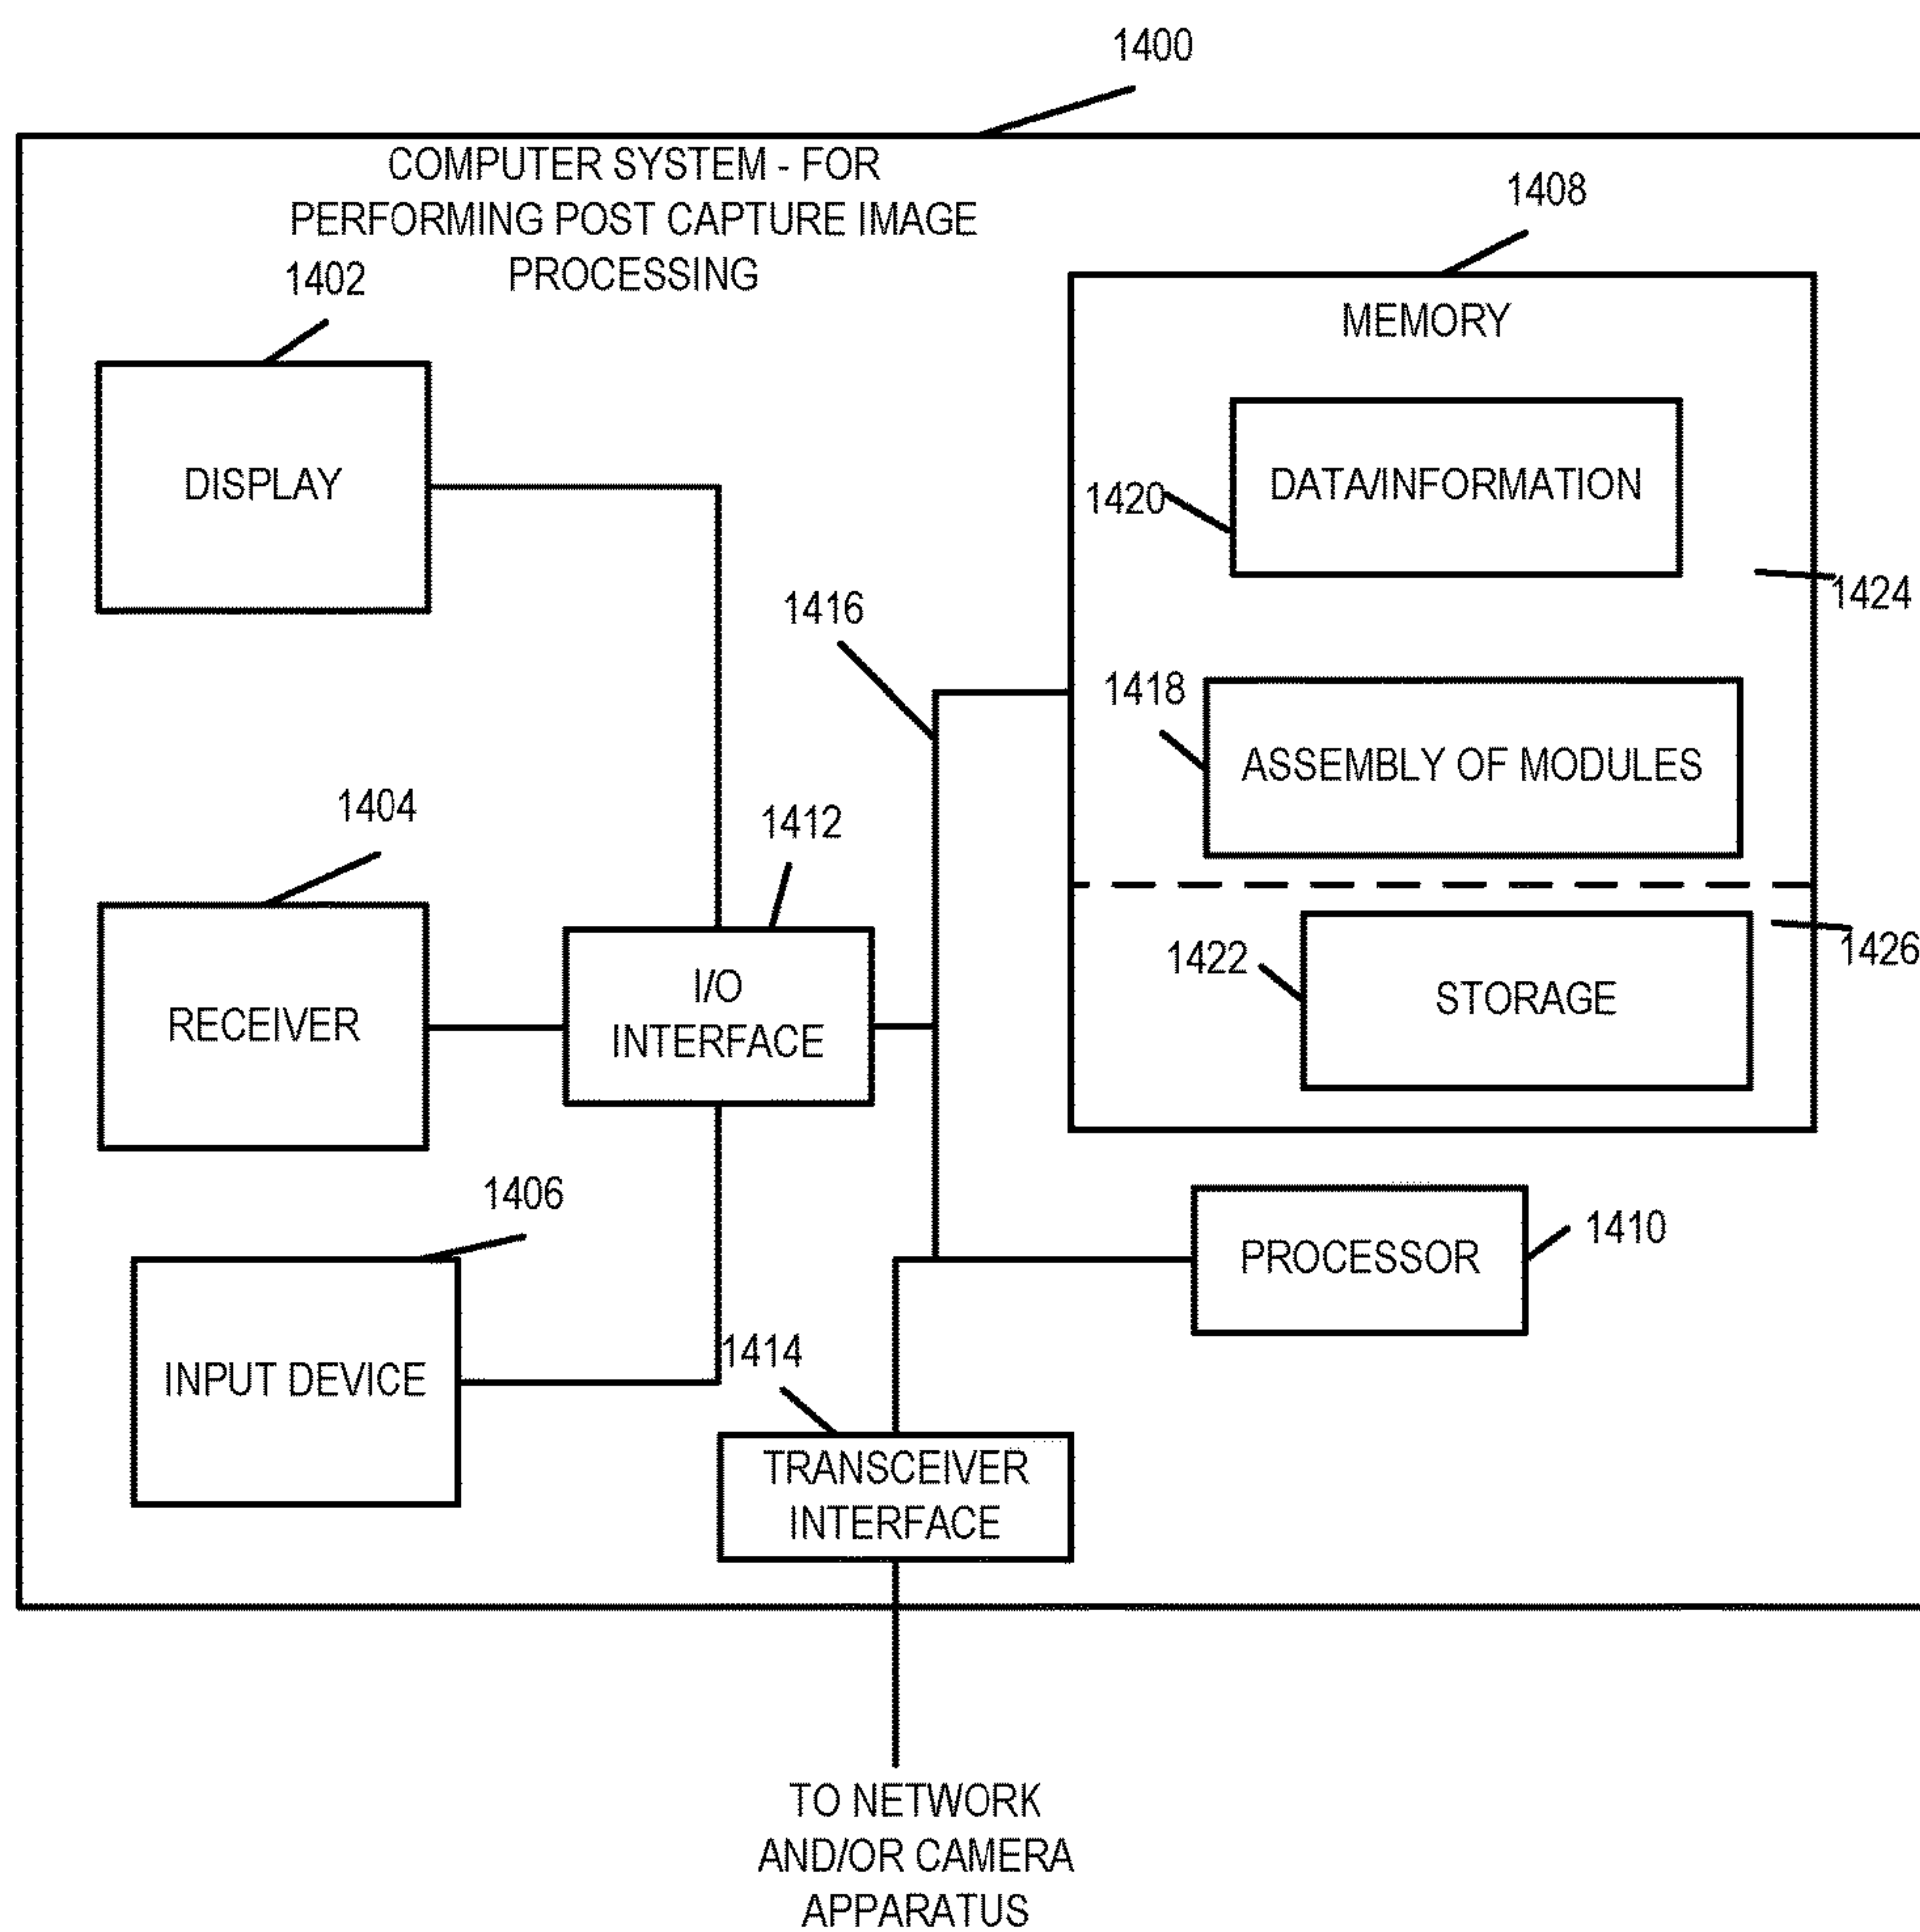 1400
COMPUTER SYSTEM - FOR
PERFORMING POST CAPTURE IMAGE
PROCESSING
1402
DISPLAY
1404
RECEIVER
1406
INPUT DEVICE
1412
I/O
INTERFACE
1416
1414
TRANSCEIVER
INTERFACE
1408
MEMORY
1420
DATA/INFORMATION
1424
1418
ASSEMBLY OF MODULES
1422
STORAGE
1426
PROCESSOR
1410
TO NETWORK
AND/OR CAMERA
APPARATUS